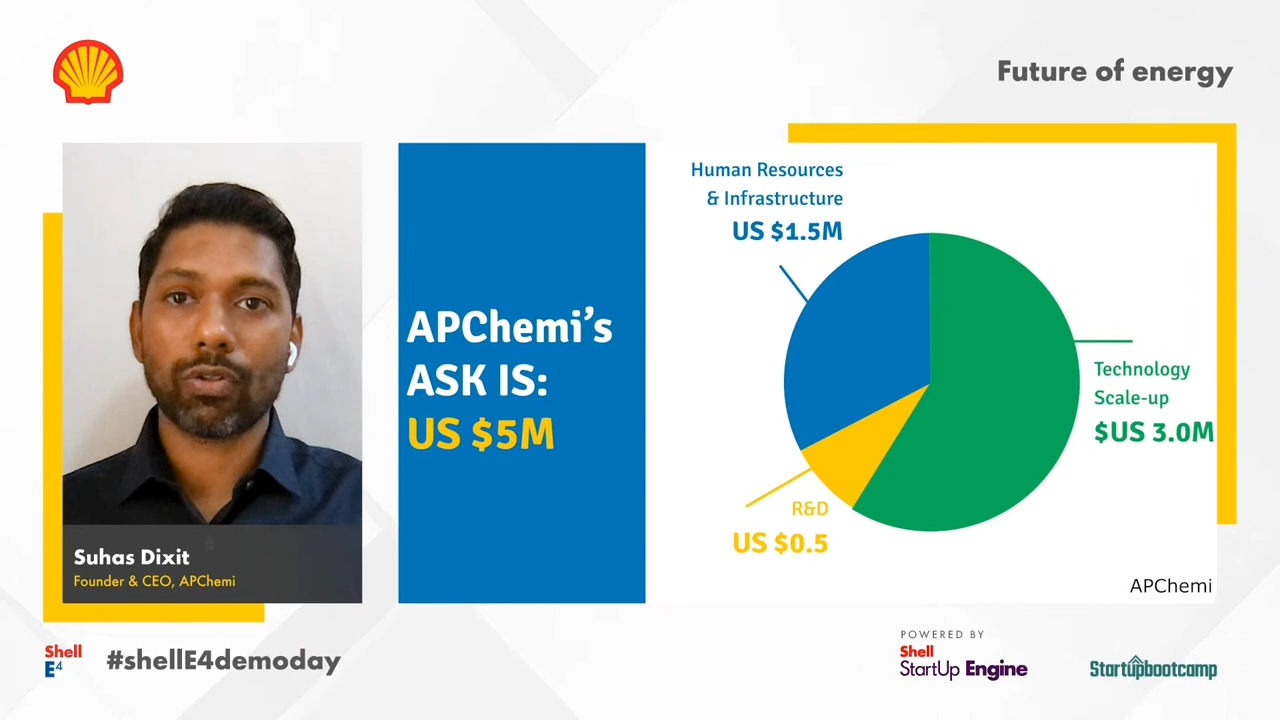 Future of energy
Suhas Dixit
Founder & CEO, APChemi
APChemi’s
ASK IS:
US $5M
Human Resources
& Infrastructure
US $1.5M
Technology
Scale-up
$US 3.0M
R&D
US $0.5
APChemi
Shell
E4
#shellE4demoday
POWERED BY
Shell
StartUp Engine
Startupbootcamp